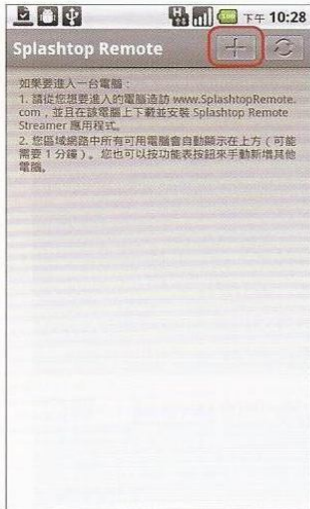 下午 10:28
Splashtop Remote
如果要進入一台電腦：
1. 請從您想要進入的電腦造訪 www.SplashtopRemote.
com，並且在該電腦上下載並安裝 Splashtop Remote
Streamer 應用程式。
2. 您區域網路中所有可用電腦會自動顯示在上方（可能
需要 1 分鐘）。您也可以按功能表按鈕來手動新增其他
電腦。